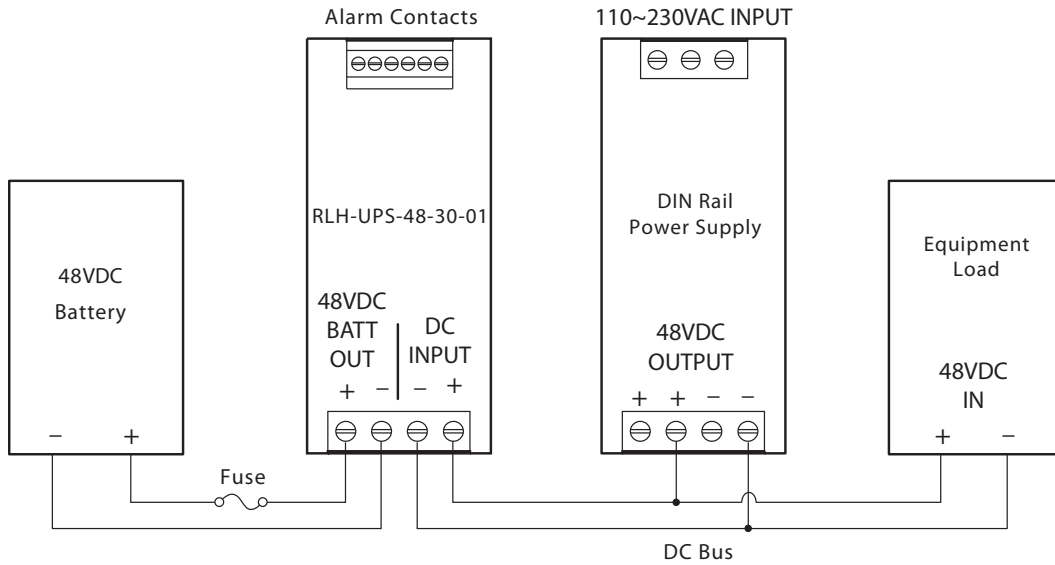 Alarm Contacts
110~230VAC INPUT
RLH-UPS-48-30-01
DIN Rail
Power Supply
Equipment
Load
48VDC
Battery
48VDC
BATT
OUT
DC
INPUT
48VDC
OUTPUT
48VDC
IN
+ − − +
+ + − −
− +
+ −
Fuse
DC Bus